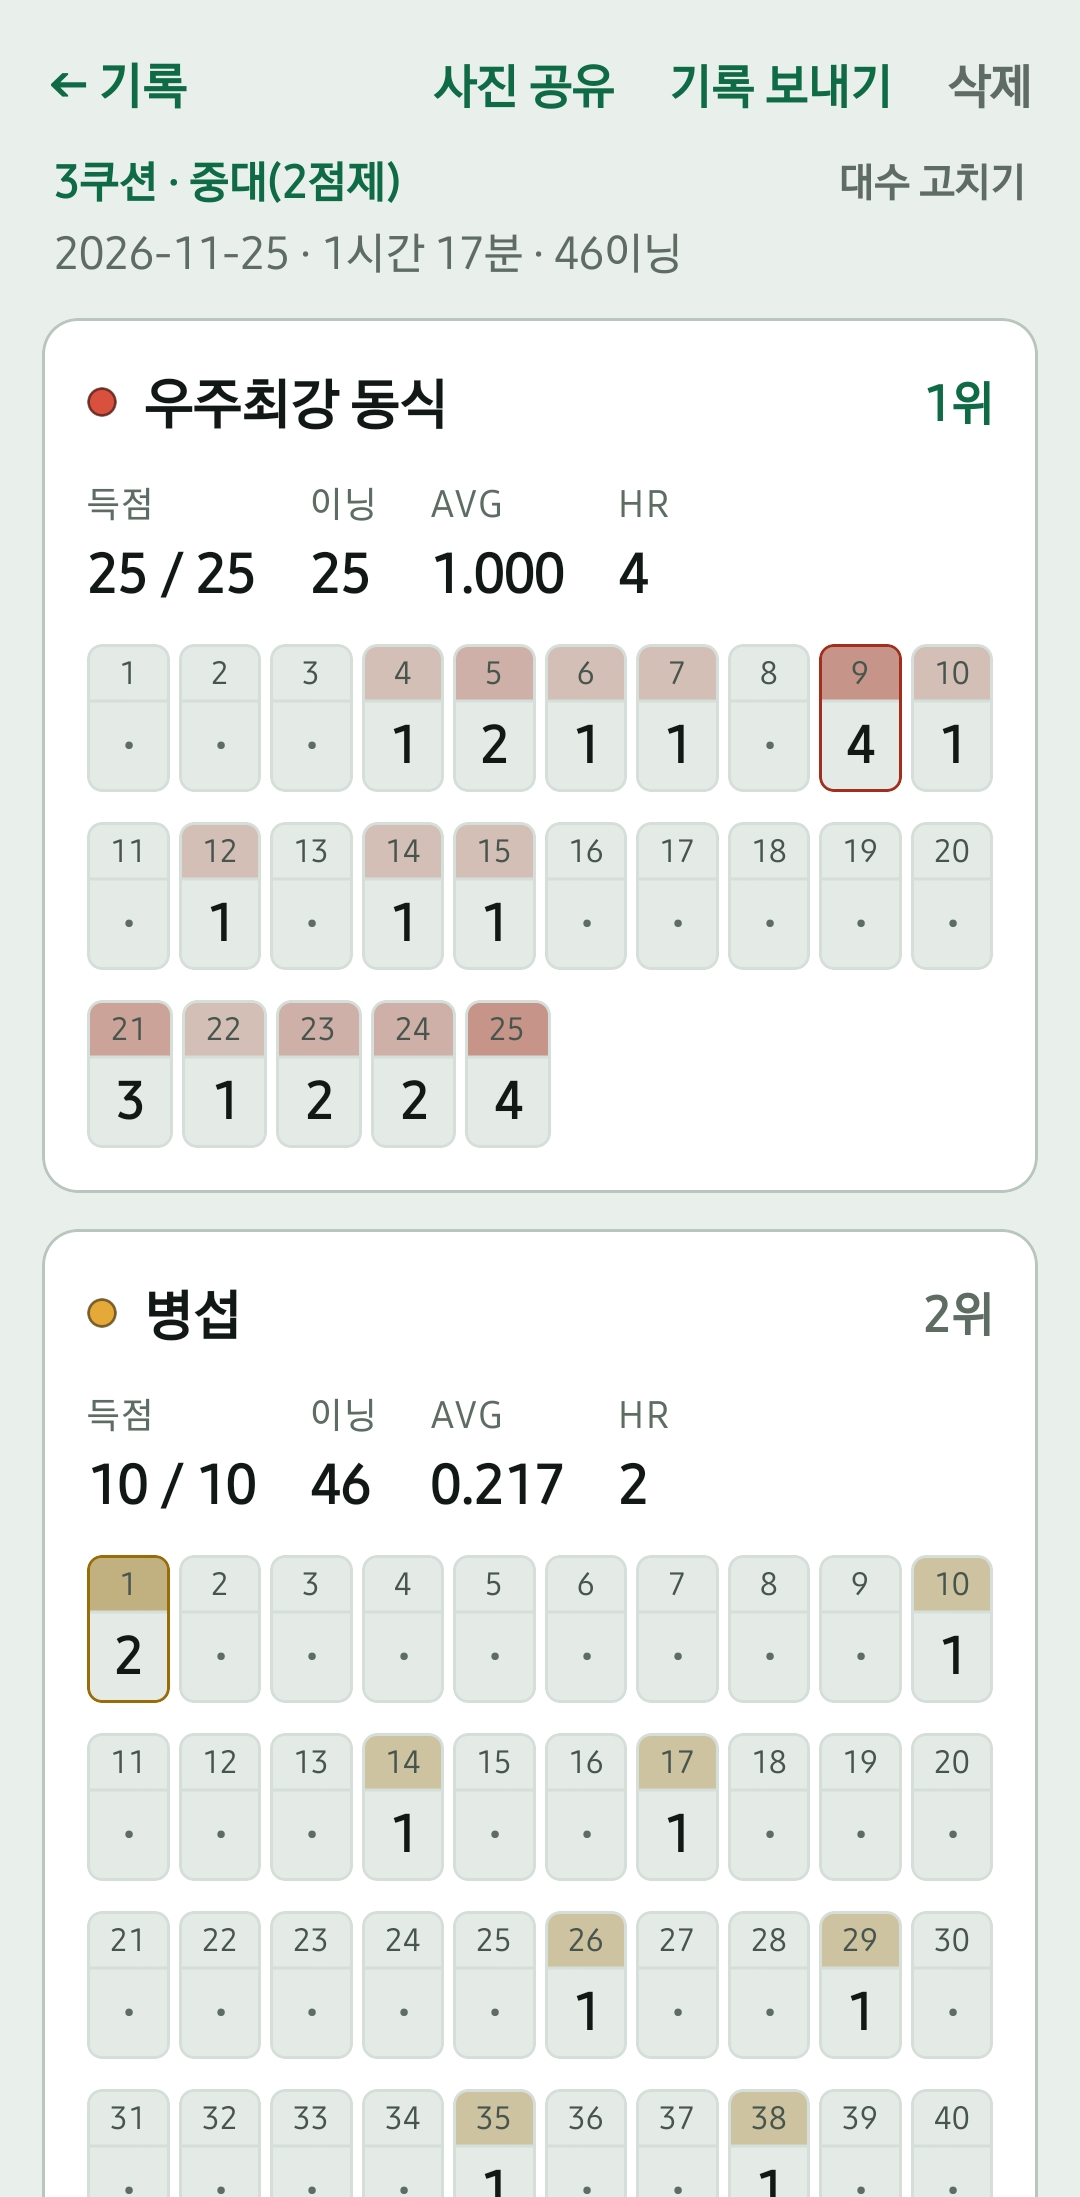 ← 기록 사진 공유 기록 보내기 삭제
3쿠션 · 중대(2점제) 대수 고치기
2026-11-25 · 1시간 17분 · 46이닝
우주최강 동식 1위
득점 이닝 AVG HR
25 / 25 25 1.000 4
1 2 3 4 5 6 7 8 9 10
· · · 1 2 1 1 · 4 1
11 12 13 14 15 16 17 18 19 20
· 1 · 1 1 · · · · ·
21 22 23 24 25
3 1 2 2 4
병섭 2위
득점 이닝 AVG HR
10 / 10 46 0.217 2
1 2 3 4 5 6 7 8 9 10
2 · · · · · · · · 1
11 12 13 14 15 16 17 18 19 20
· · · 1 · · 1 · · ·
21 22 23 24 25 26 27 28 29 30
· · · · · 1 · · 1 ·
31 32 33 34 35 36 37 38 39 40
· · · · 1 · · 1 · ·